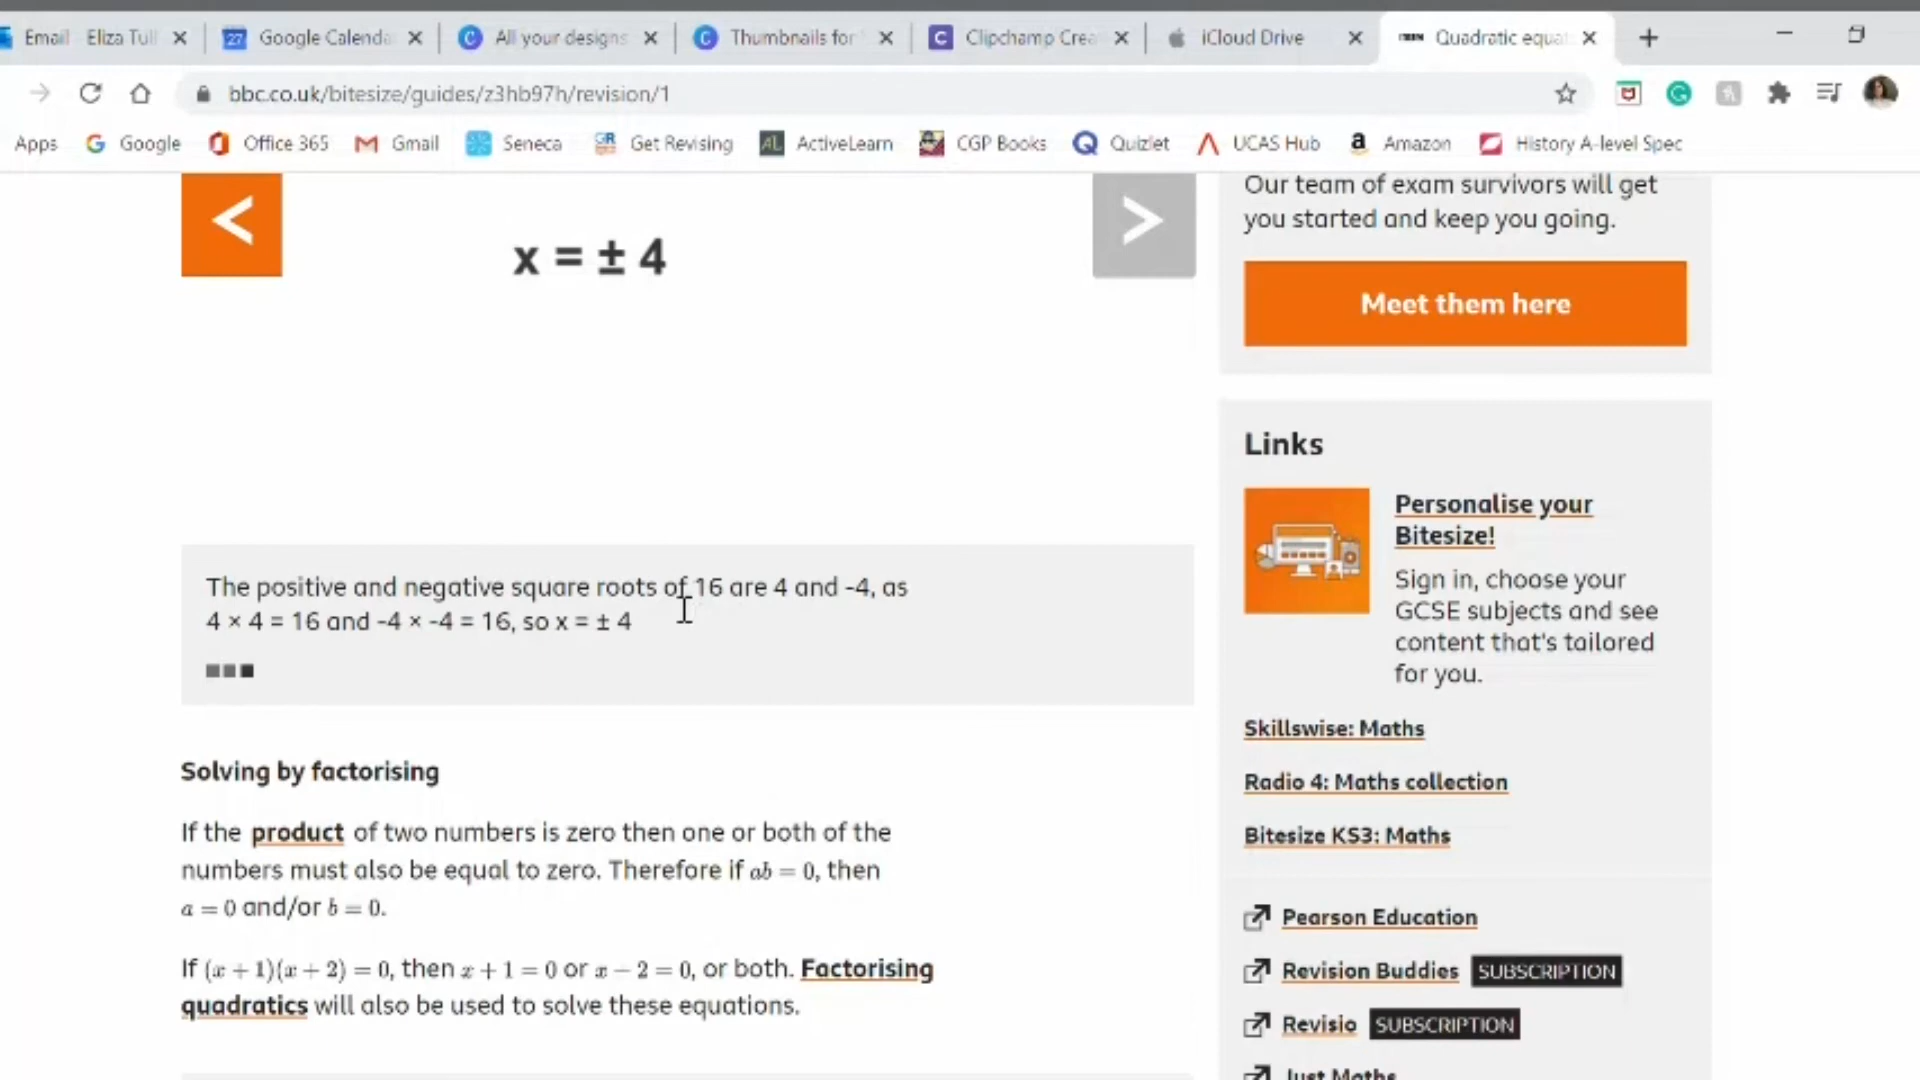 Email Eliza Tull
27 Google Calenda
All your designs
Thumbnails for
Clipchamp Crea
iCloud Drive
Quadratic equa
bbc.co.uk/bitesize/guides/z3hb97h/revision/1
Apps Google Office 365 Gmail Seneca Get Revising ActiveLearn CGP Books Quizlet UCAS Hub Amazon History A-level Spec
< x = ± 4 >
The positive and negative square roots of 16 are 4 and -4, as
4 × 4 = 16 and -4 × -4 = 16, so x = ± 4
Solving by factorising
If the product of two numbers is zero then one or both of the
numbers must also be equal to zero. Therefore if ab = 0, then
a = 0 and/or b = 0.
If (x + 1)(x + 2) = 0, then x + 1 = 0 or x − 2 = 0, or both. Factorising
quadratics will also be used to solve these equations.
Our team of exam survivors will get
you started and keep you going.
Meet them here
Links
Personalise your
Bitesize!
Sign in, choose your
GCSE subjects and see
content that's tailored
for you.
Skillswise: Maths
Radio 4: Maths collection
Bitesize KS3: Maths
Pearson Education
Revision Buddies SUBSCRIPTION
Revisio SUBSCRIPTION
Just Maths